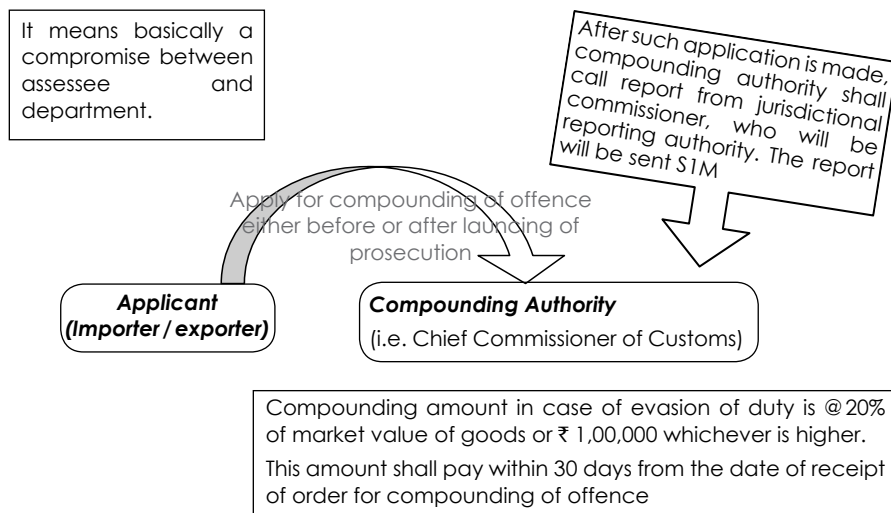 It means basically a
compromise between
assessee and
department.
After such application is made,
compounding authority shall
call report from jurisdictional
commissioner, who will be
reporting authority. The report
will be sent S1M
Apply for compounding of offence
either before or after launcing of
prosecution
Applicant
(Importer / exporter)
Compounding Authority
(i.e. Chief Commissioner of Customs)
Compounding amount in case of evasion of duty is @20%
of market value of goods or ₹ 1,00,000 whichever is higher.
This amount shall pay within 30 days from the date of receipt
of order for compounding of offence